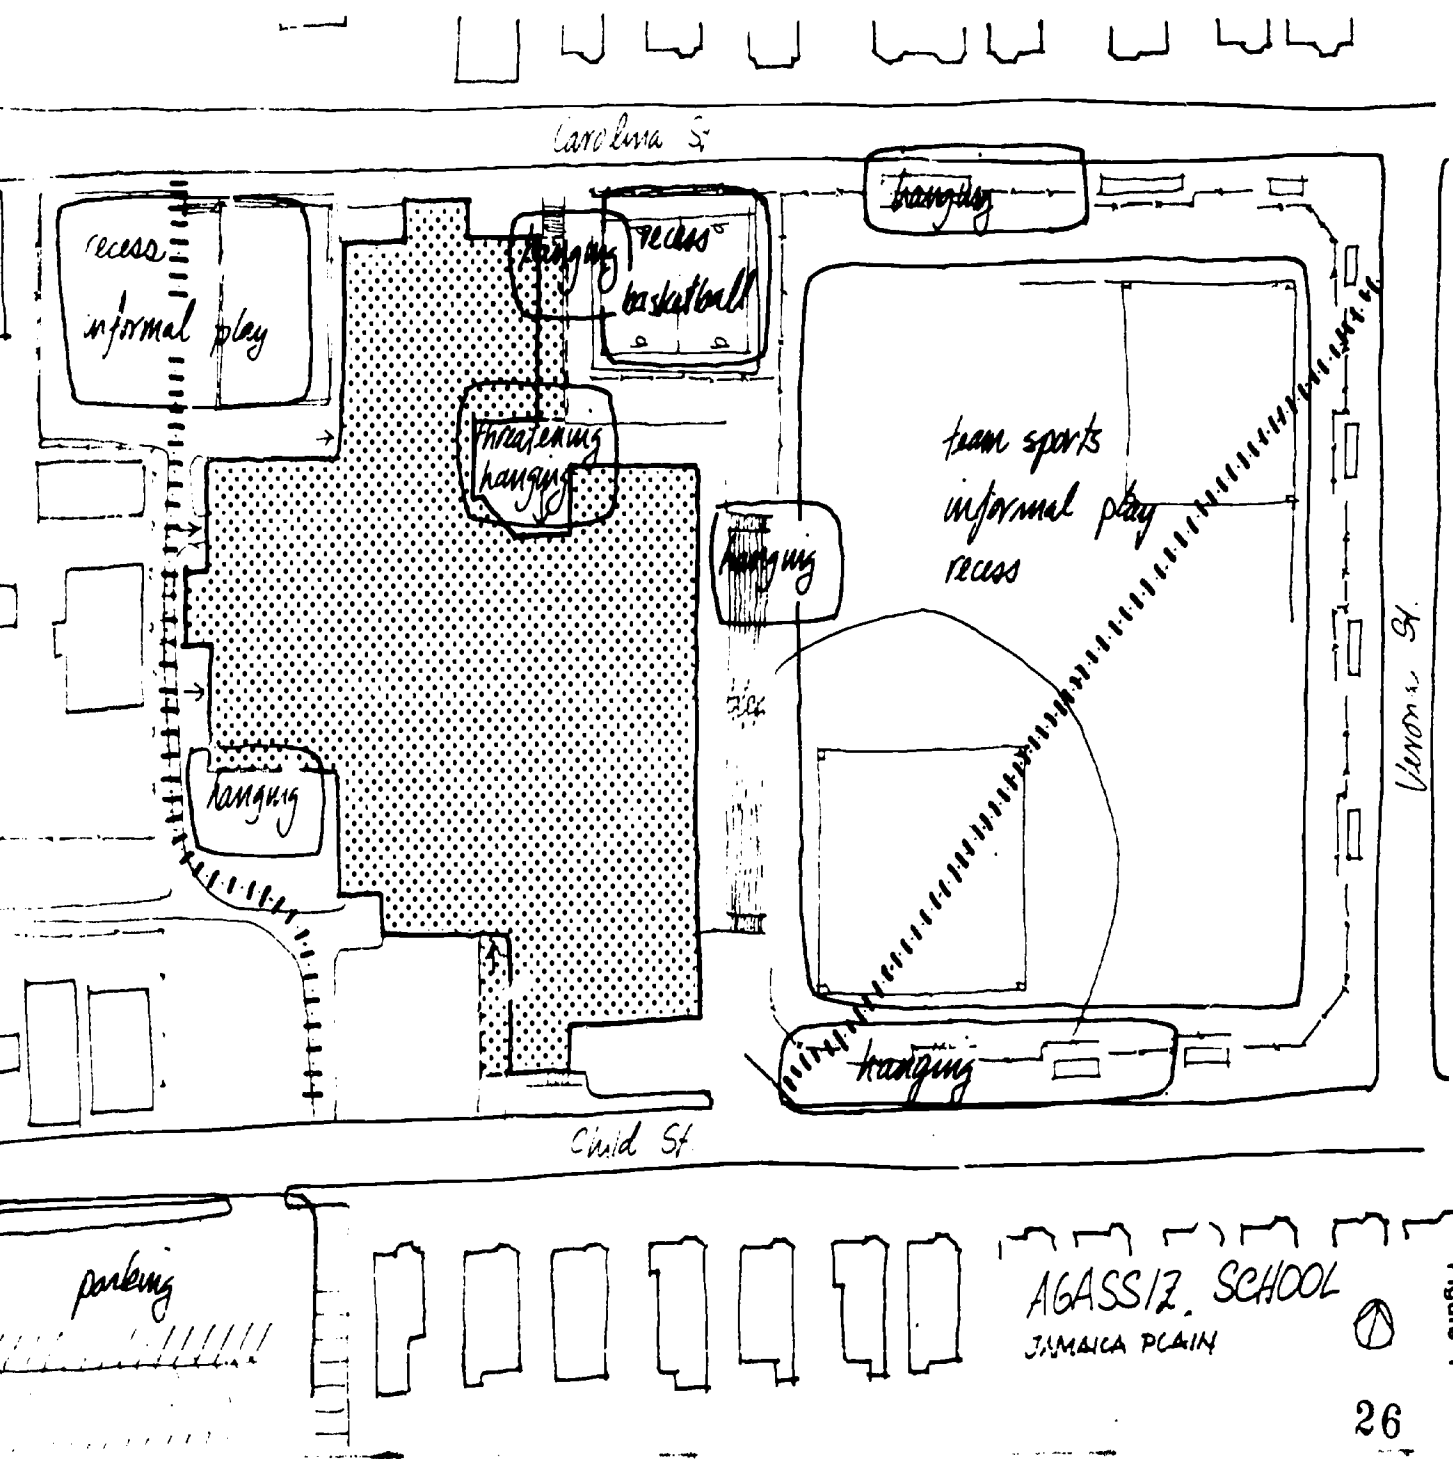 Carolina St
hanging
recess
informal play
hanging
recess
basketball
threatening
hanging
team sports
informal play
recess
hanging
Verona St.
hanging
hanging
Child St.
parking
AGASSIZ SCHOOL
JAMAICA PLAIN
26